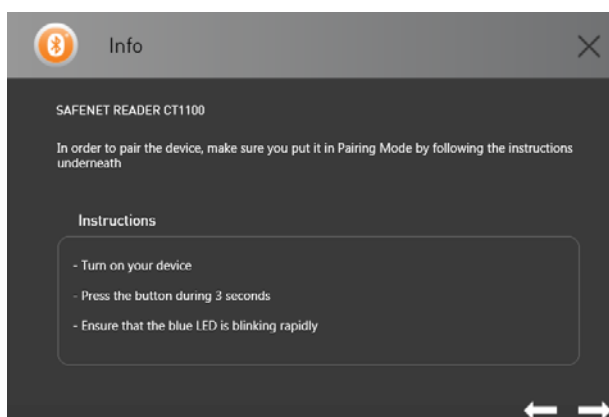 Info
SAFENET READER CT1100
In order to pair the device, make sure you put it in Pairing Mode by following the instructions
underneath
Instructions
- Turn on your device
- Press the button during 3 seconds
- Ensure that the blue LED is blinking rapidly